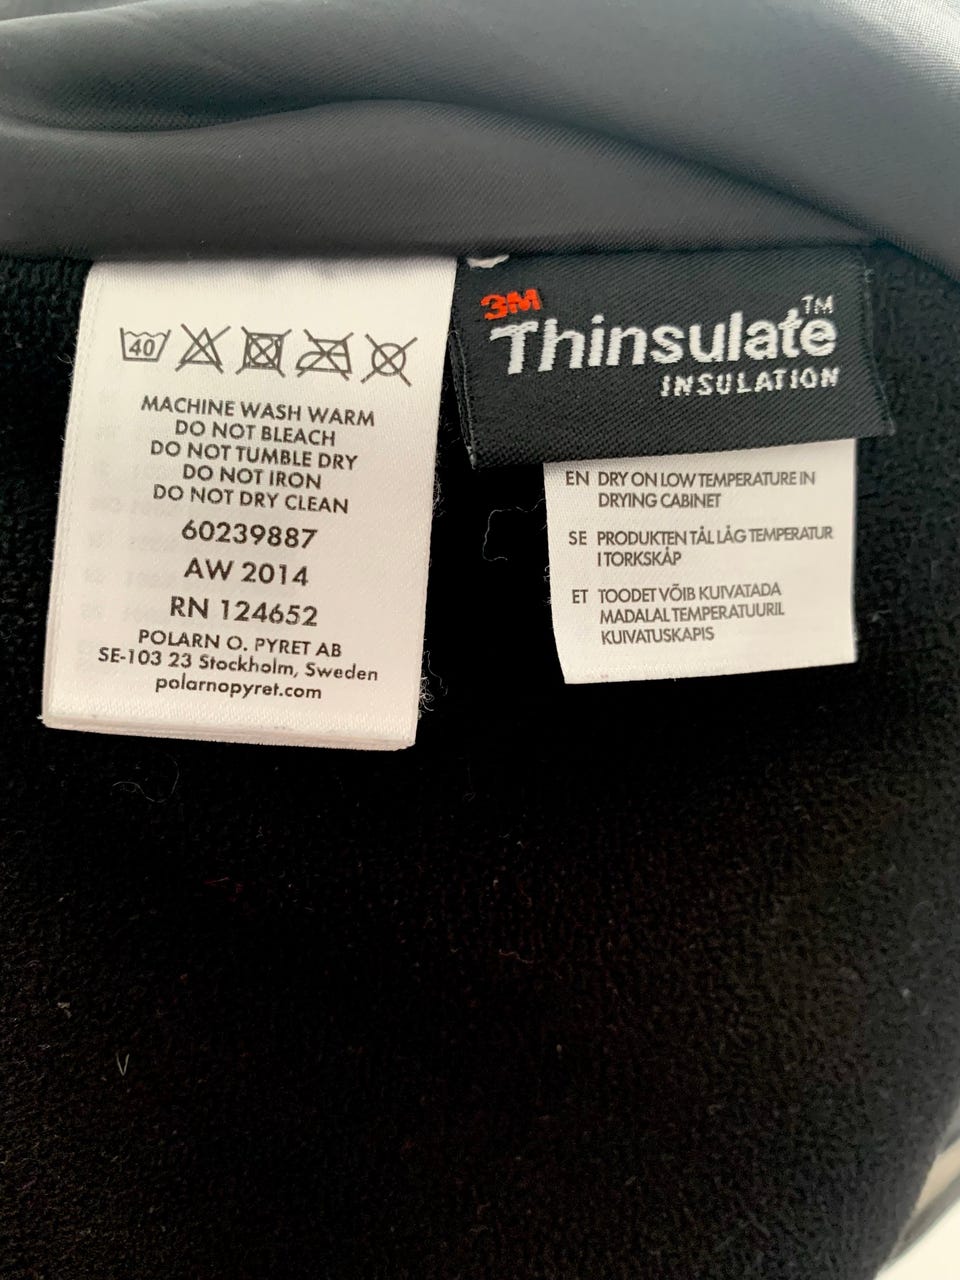 40
MACHINE WASH WARM
DO NOT BLEACH
DO NOT TUMBLE DRY
DO NOT IRON
DO NOT DRY CLEAN
60239887
AW 2014
RN 124652
POLARN O. PYRET AB
SE-103 23 Stockholm, Sweden
polarnopyret.com
3M
Thinsulate™
INSULATION
EN DRY ON LOW TEMPERATURE IN
DRYING CABINET
SE PRODUKTEN TÅL LÅG TEMPERATUR
I TORKSKÅP
ET TOODET VÕIB KUIVATADA
MADALAL TEMPERATUURIL
KUIVATUSKAPIS